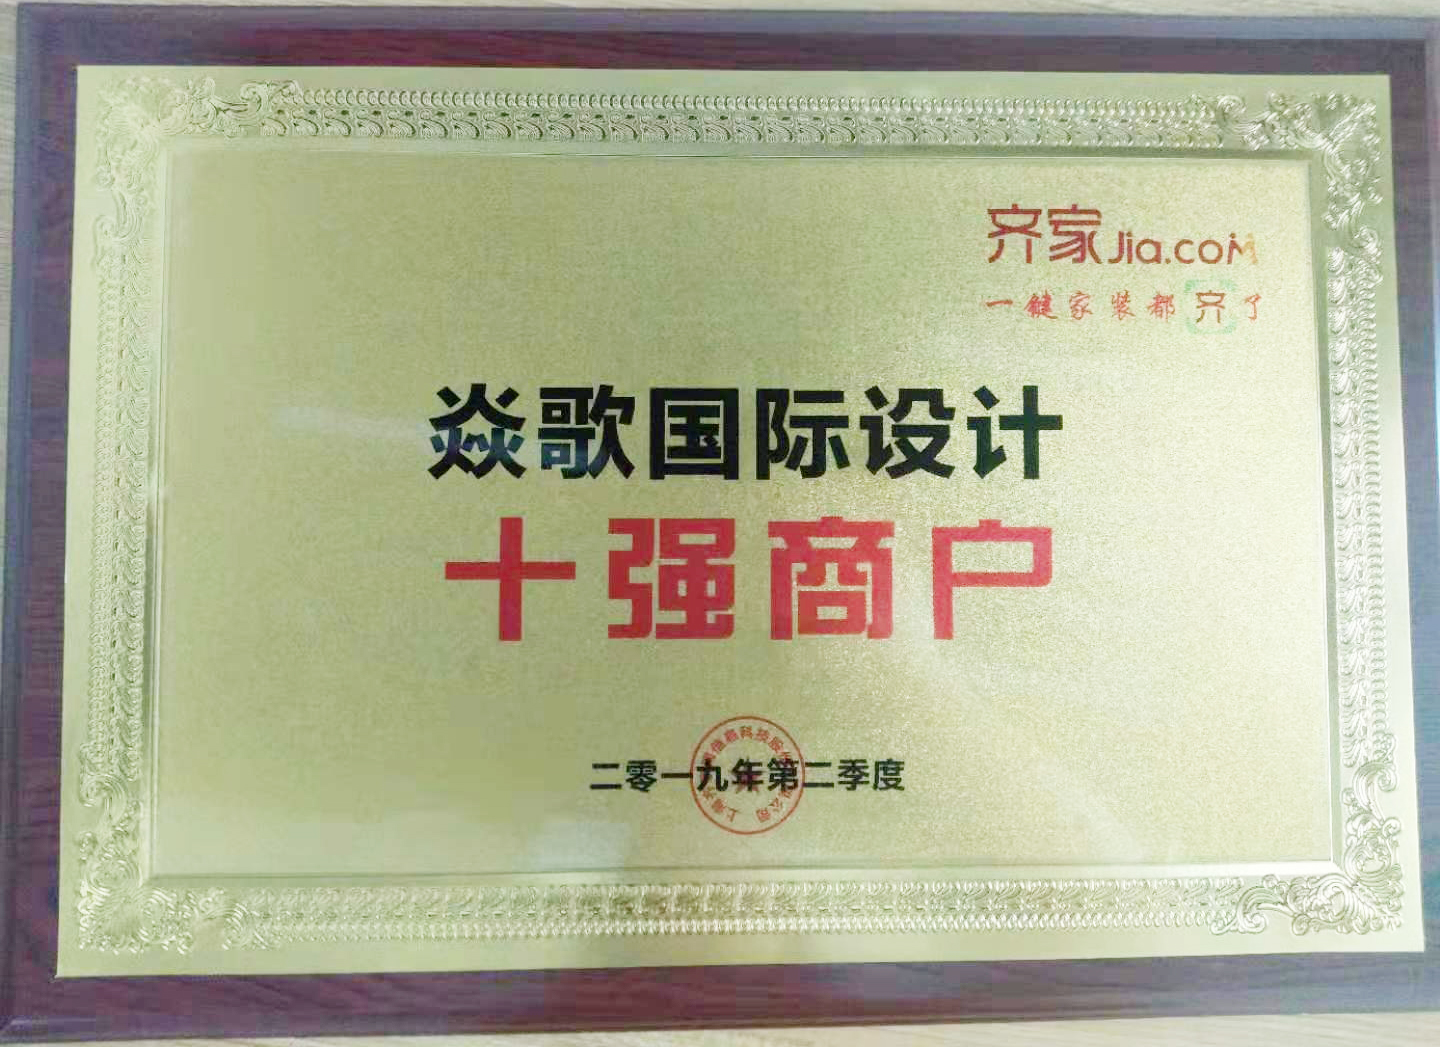 齐家Jia.com
一键家装都齐了
焱歌国际设计
十强商户
二零一九年第二季度